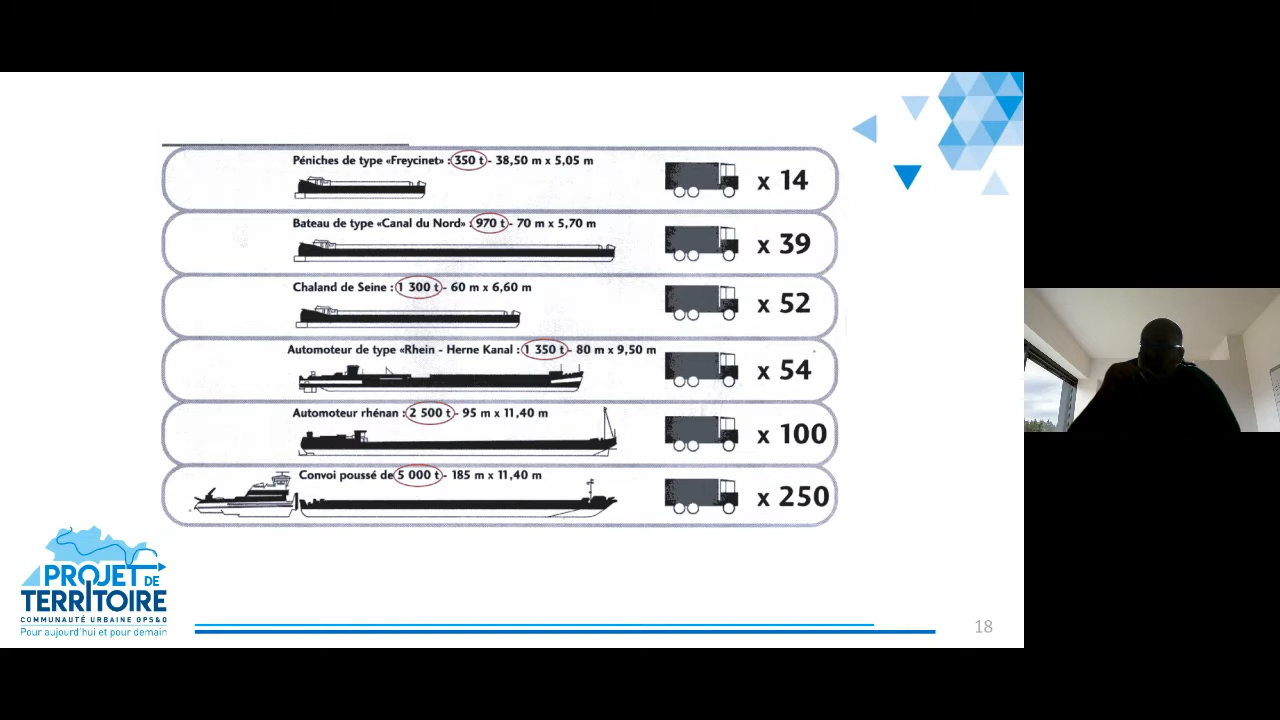 Péniches de type «Freycinet» : 350 t - 38,50 m x 5,05 m
x 14
Bateau de type «Canal du Nord» : 970 t - 70 m x 5,70 m
x 39
Chaland de Seine : 1 300 t - 60 m x 6,60 m
x 52
Automoteur de type «Rhein - Herne Kanal : 1 350 t - 80 m x 9,50 m
x 54
Automoteur rhénan : 2 500 t - 95 m x 11,40 m
x 100
Convoi poussé de 5 000 t - 185 m x 11,40 m
x 250
PROJET DE
TERRITOIRE
COMMUNAUTÉ URBAINE GPS&O
Pour aujourd'hui et pour demain
18